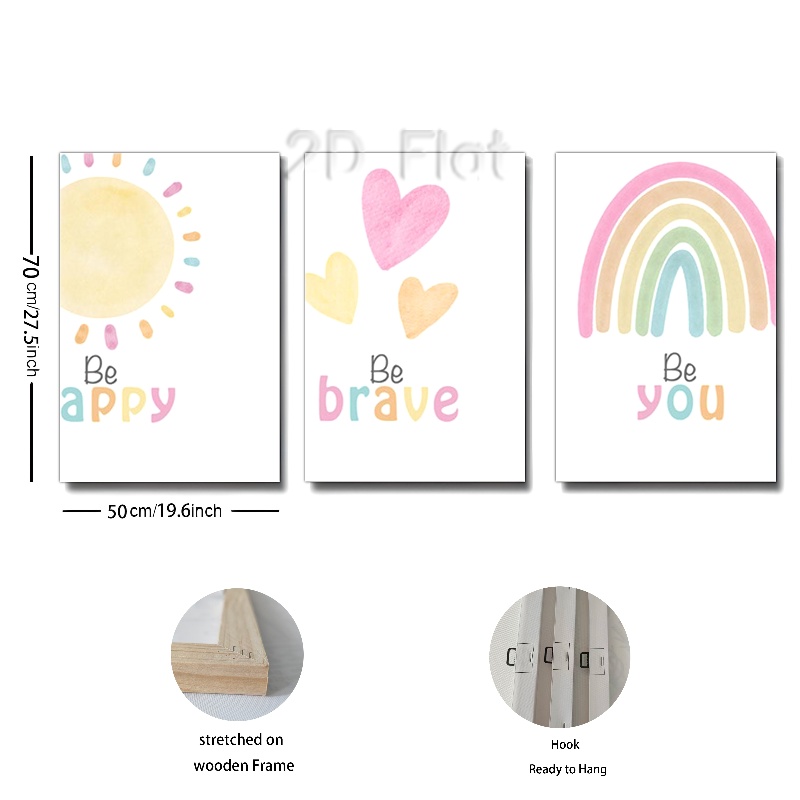 2D Flat
Be
appy
Be
brave
Be
you
70 cm/27.5inch
50cm/19.6inch
stretched on
wooden Frame
Hook
Ready to Hang